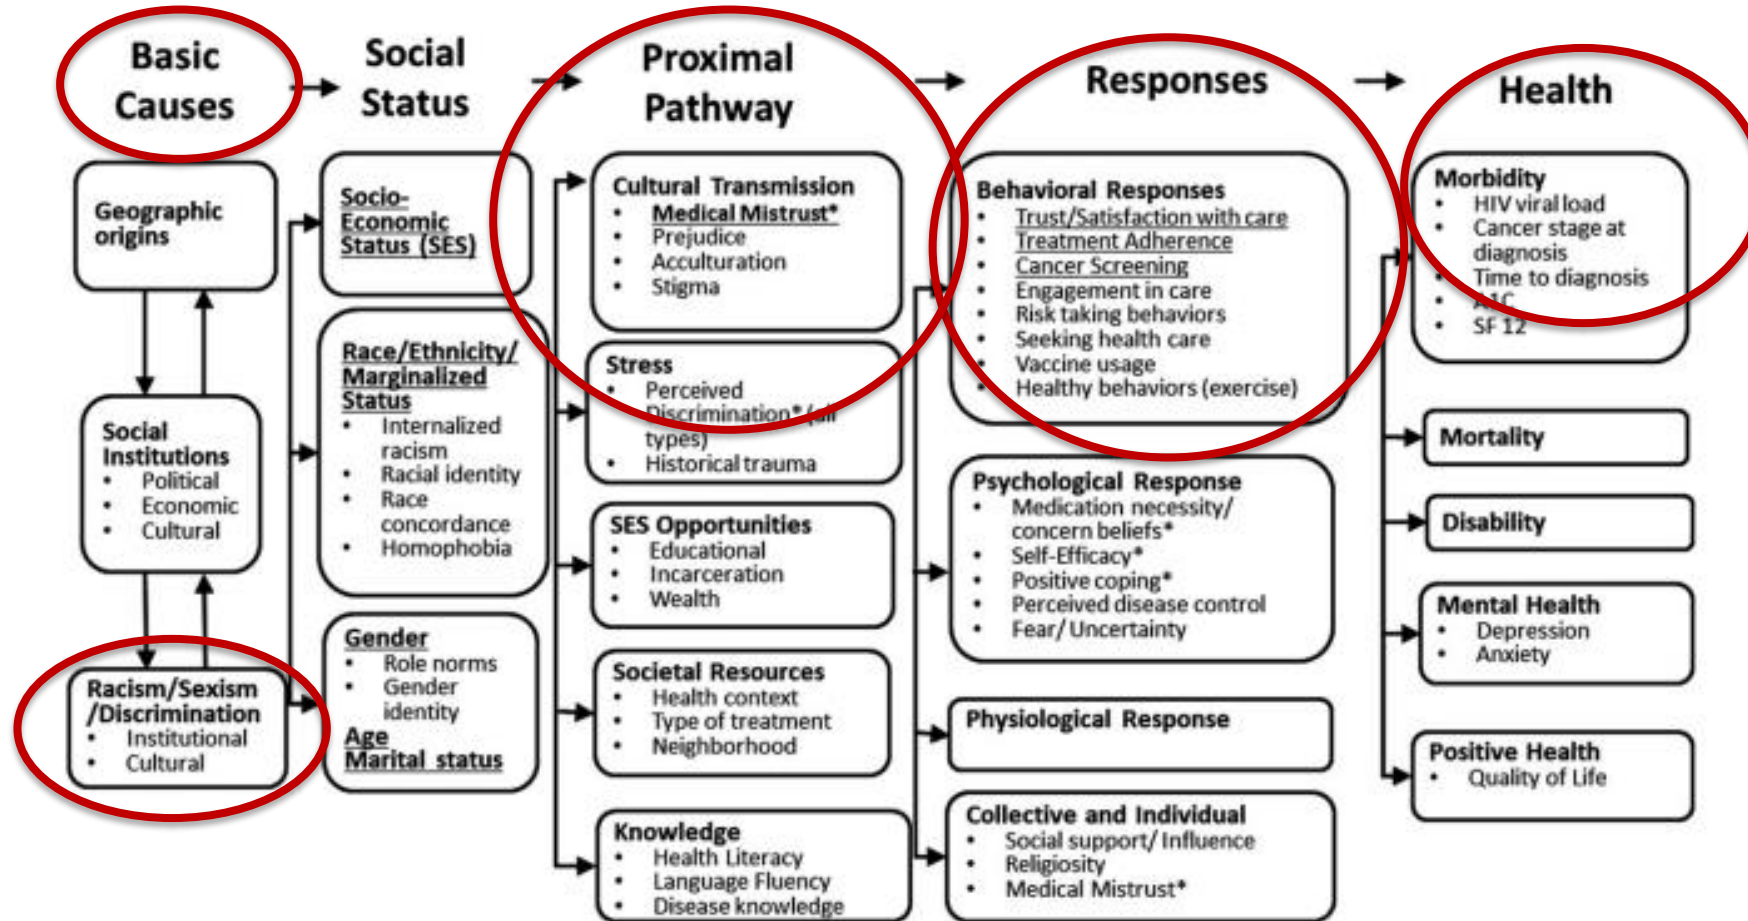 Basic
Causes
Social
Status
Proximal
Pathway
Responses
Health
Geographic
origins
Social
Institutions
• Political
• Economic
• Cultural
Racism/Sexism
/Discrimination
• Institutional
• Cultural
Socio-
Economic
Status (SES)
Race/Ethnicity/
Marginalized
Status
• Internalized
racism
• Racial identity
• Race
concordance
• Homophobia
Gender
• Role norms
• Gender
identity
Age
Marital status
Cultural Transmission
• Medical Mistrust*
• Prejudice
• Acculturation
• Stigma
Stress
• Perceived
Discrimination* (all
types)
• Historical trauma
SES Opportunities
• Educational
• Incarceration
• Wealth
Societal Resources
• Health context
• Type of treatment
• Neighborhood
Knowledge
• Health Literacy
• Language Fluency
• Disease knowledge
Behavioral Responses
• Trust/Satisfaction with care
• Treatment Adherence
• Cancer Screening
• Engagement in care
• Risk taking behaviors
• Seeking health care
• Vaccine usage
• Healthy behaviors (exercise)
Psychological Response
• Medication necessity/
concern beliefs*
• Self-Efficacy*
• Positive coping*
• Perceived disease control
• Fear/ Uncertainty
Physiological Response
Collective and Individual
• Social support/ Influence
• Religiosity
• Medical Mistrust*
Morbidity
• HIV viral load
• Cancer stage at
diagnosis
• Time to diagnosis
• A1C
• SF 12
Mortality
Disability
Mental Health
• Depression
• Anxiety
Positive Health
• Quality of Life